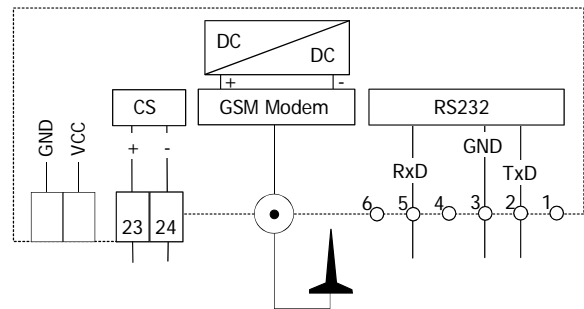 DC
DC
+ -
CS
GSM Modem
RS232
GND
VCC
+ -
GND
RxD
TxD
23 24
6 5 4 3 2 1